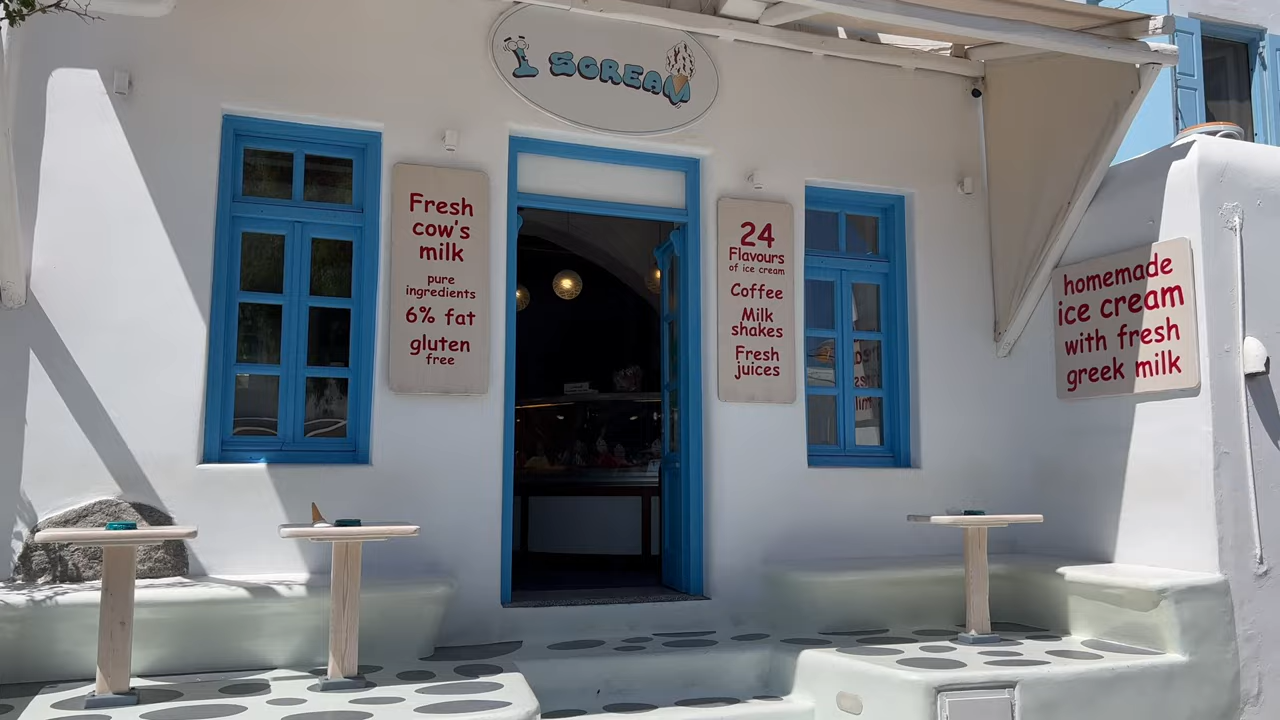 I SCREAM
Fresh
cow's
milk
pure
ingredients
6% fat
gluten
free
24
Flavours
of ice cream
Coffee
Milk
shakes
Fresh
juices
homemade
ice cream
with fresh
greek milk